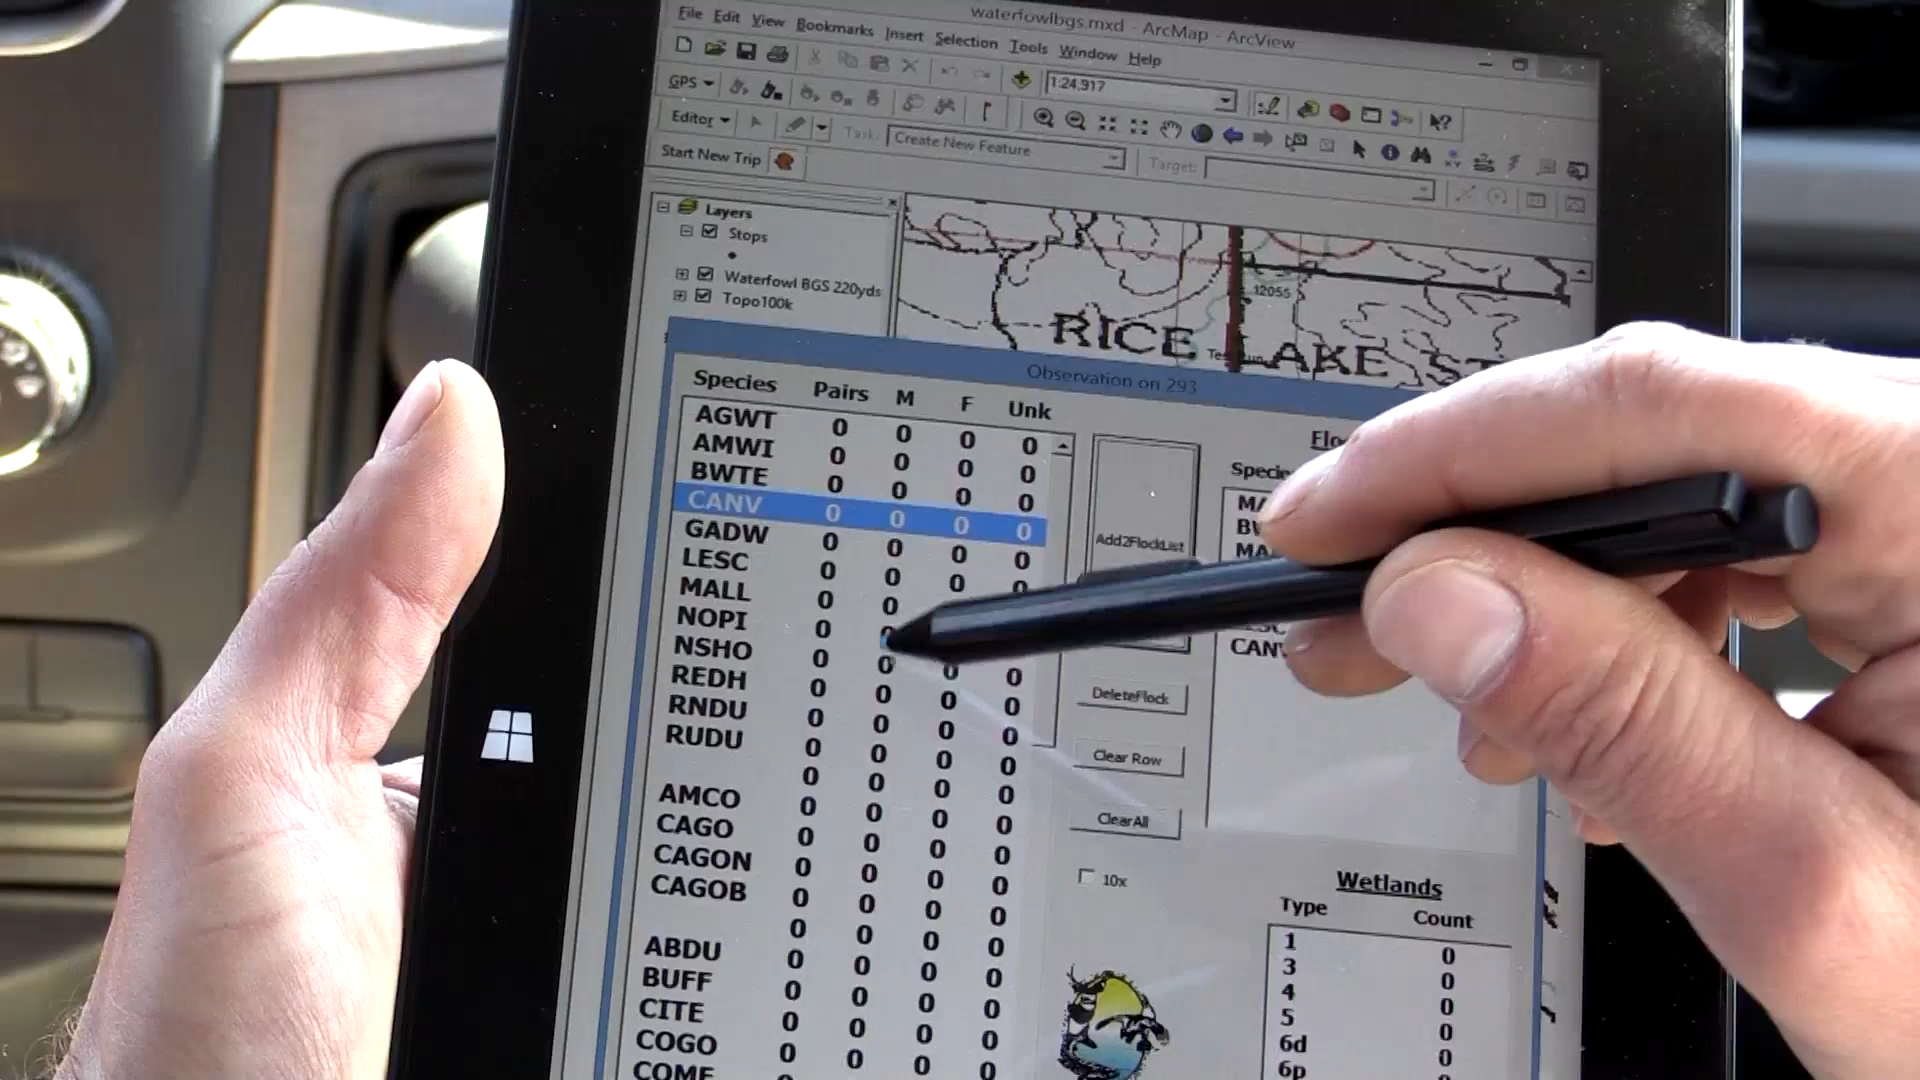 waterfowlbgs.mxd - ArcMap - ArcView
File Edit View Bookmarks Insert Selection Tools Window Help
1:24,917
GPS
Editor Task: Create New Feature Target:
Start New Trip
Layers
Stops
Waterfowl BGS 220yds
Topo100k
12055
RICE LAKE ST
Observation on 293
Species Pairs M F Unk
AGWT 0 0 0 0
AMWI 0 0 0 0
BWTE 0 0 0 0
CANV 0 0 0 0
GADW 0 0 0 0
LESC 0 0 0 0
MALL 0 0
NOPI 0
NSHO 0 0 0 0
REDH 0 0 0 0
RNDU 0 0 0 0
RUDU 0 0 0 0
0 0 0 0
AMCO 0 0 0 0
CAGO 0 0 0 0
CAGON 0 0 0 0
CAGOB 0 0 0 0
0 0 0 0
ABDU 0 0 0 0
BUFF 0 0 0 0
CITE 0 0 0 0
COGO 0 0 0 0
COME
Add2FlockList
DeleteFlock
Clear Row
ClearAll
10x
Flo
Specie
MA
BW
MA
CANV
Wetlands
Type Count
1 0
3 0
4 0
5 0
6d 0
6p